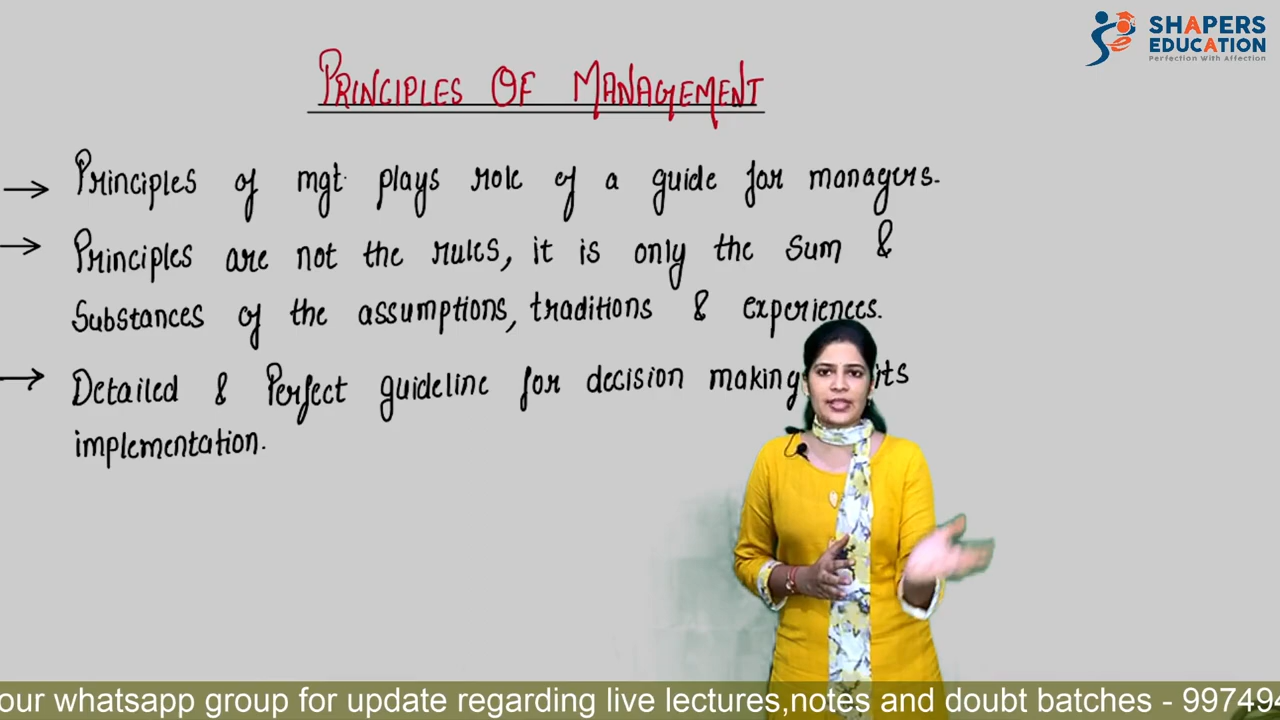 SHAPERS
EDUCATION
Perfection With Affection
PRINCIPLES OF MANAGEMENT
→ Principles of mgt. plays role of a guide for managers.
→ Principles are not the rules, it is only the sum &
Substances of the assumptions, traditions & experiences.
→ Detailed & Perfect guideline for decision making its
implementation.
our whatsapp group for update regarding live lectures,notes and doubt batches - 99749